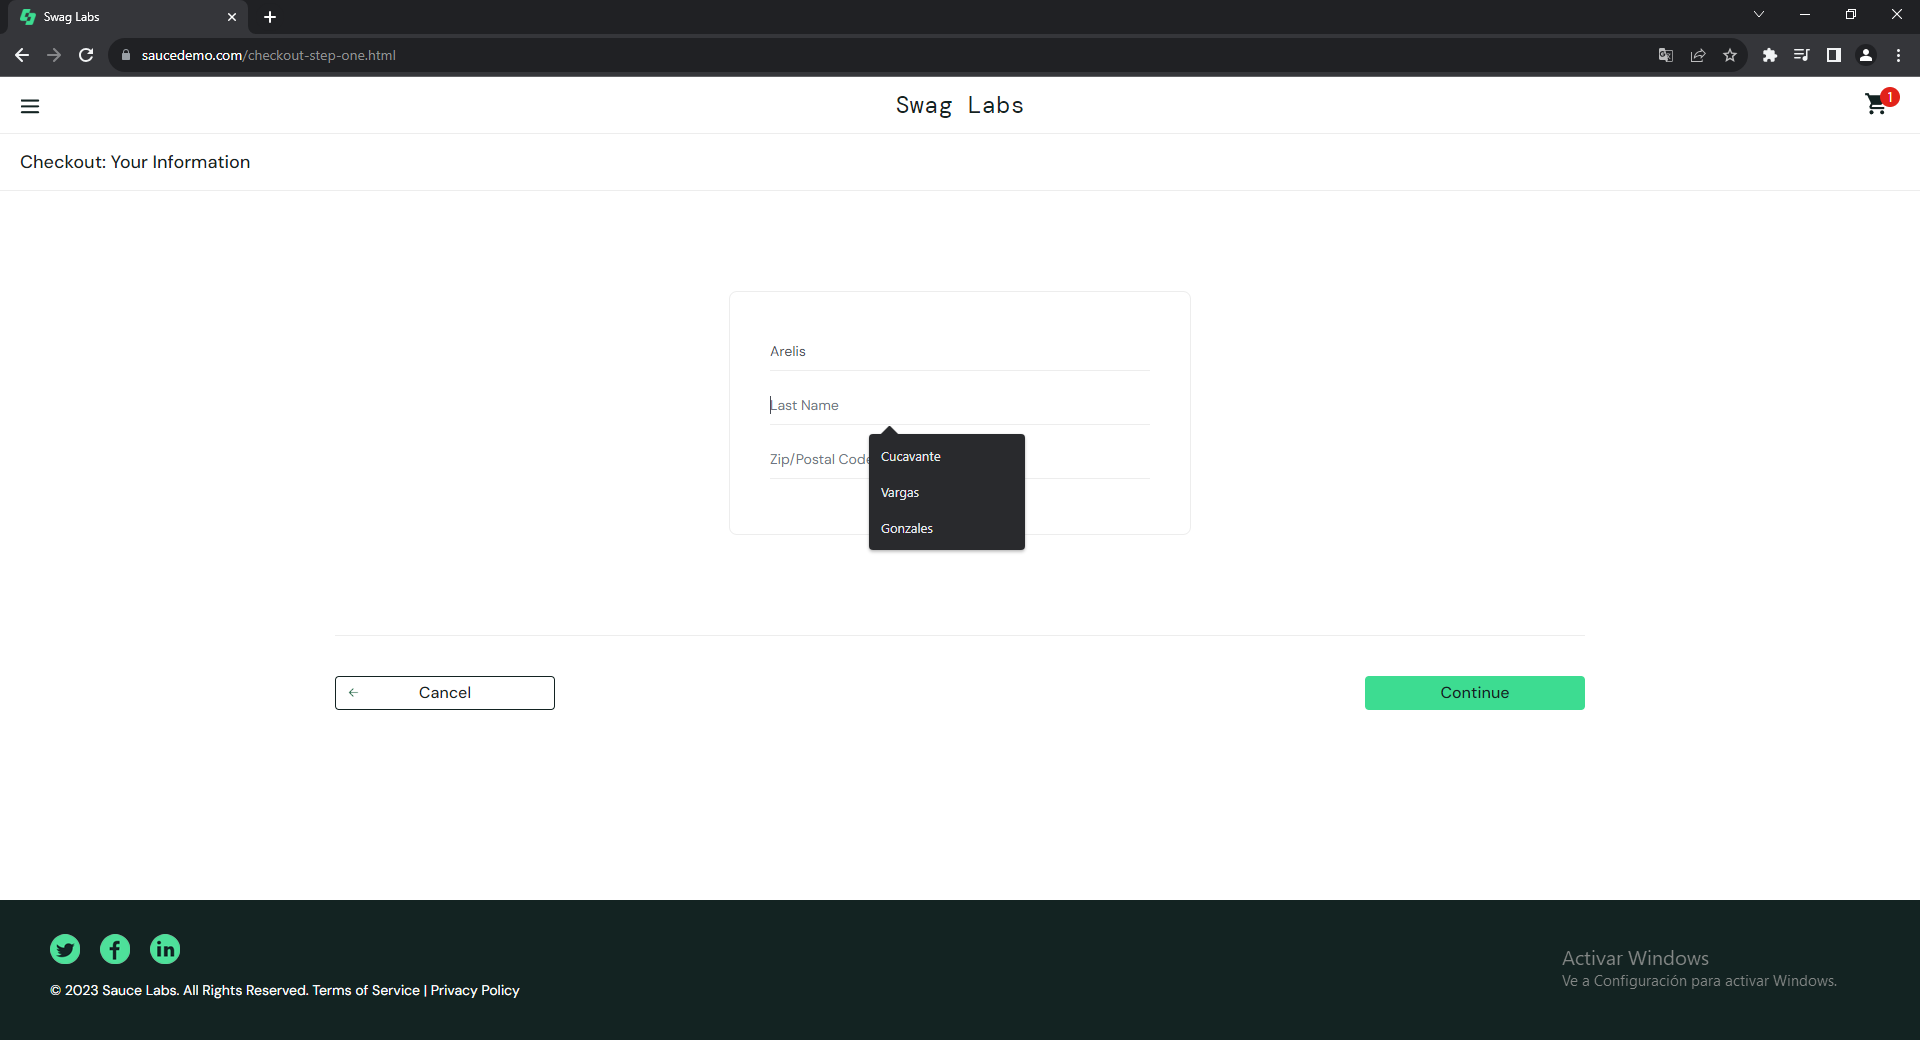 Swag Labs
saucedemo.com/checkout-step-one.html
Swag Labs
1
Checkout: Your Information
Arelis
Last Name
Zip/Postal Code
Cucavante
Vargas
Gonzales
Cancel
Continue
© 2023 Sauce Labs. All Rights Reserved. Terms of Service | Privacy Policy
Activar Windows
Ve a Configuración para activar Windows.